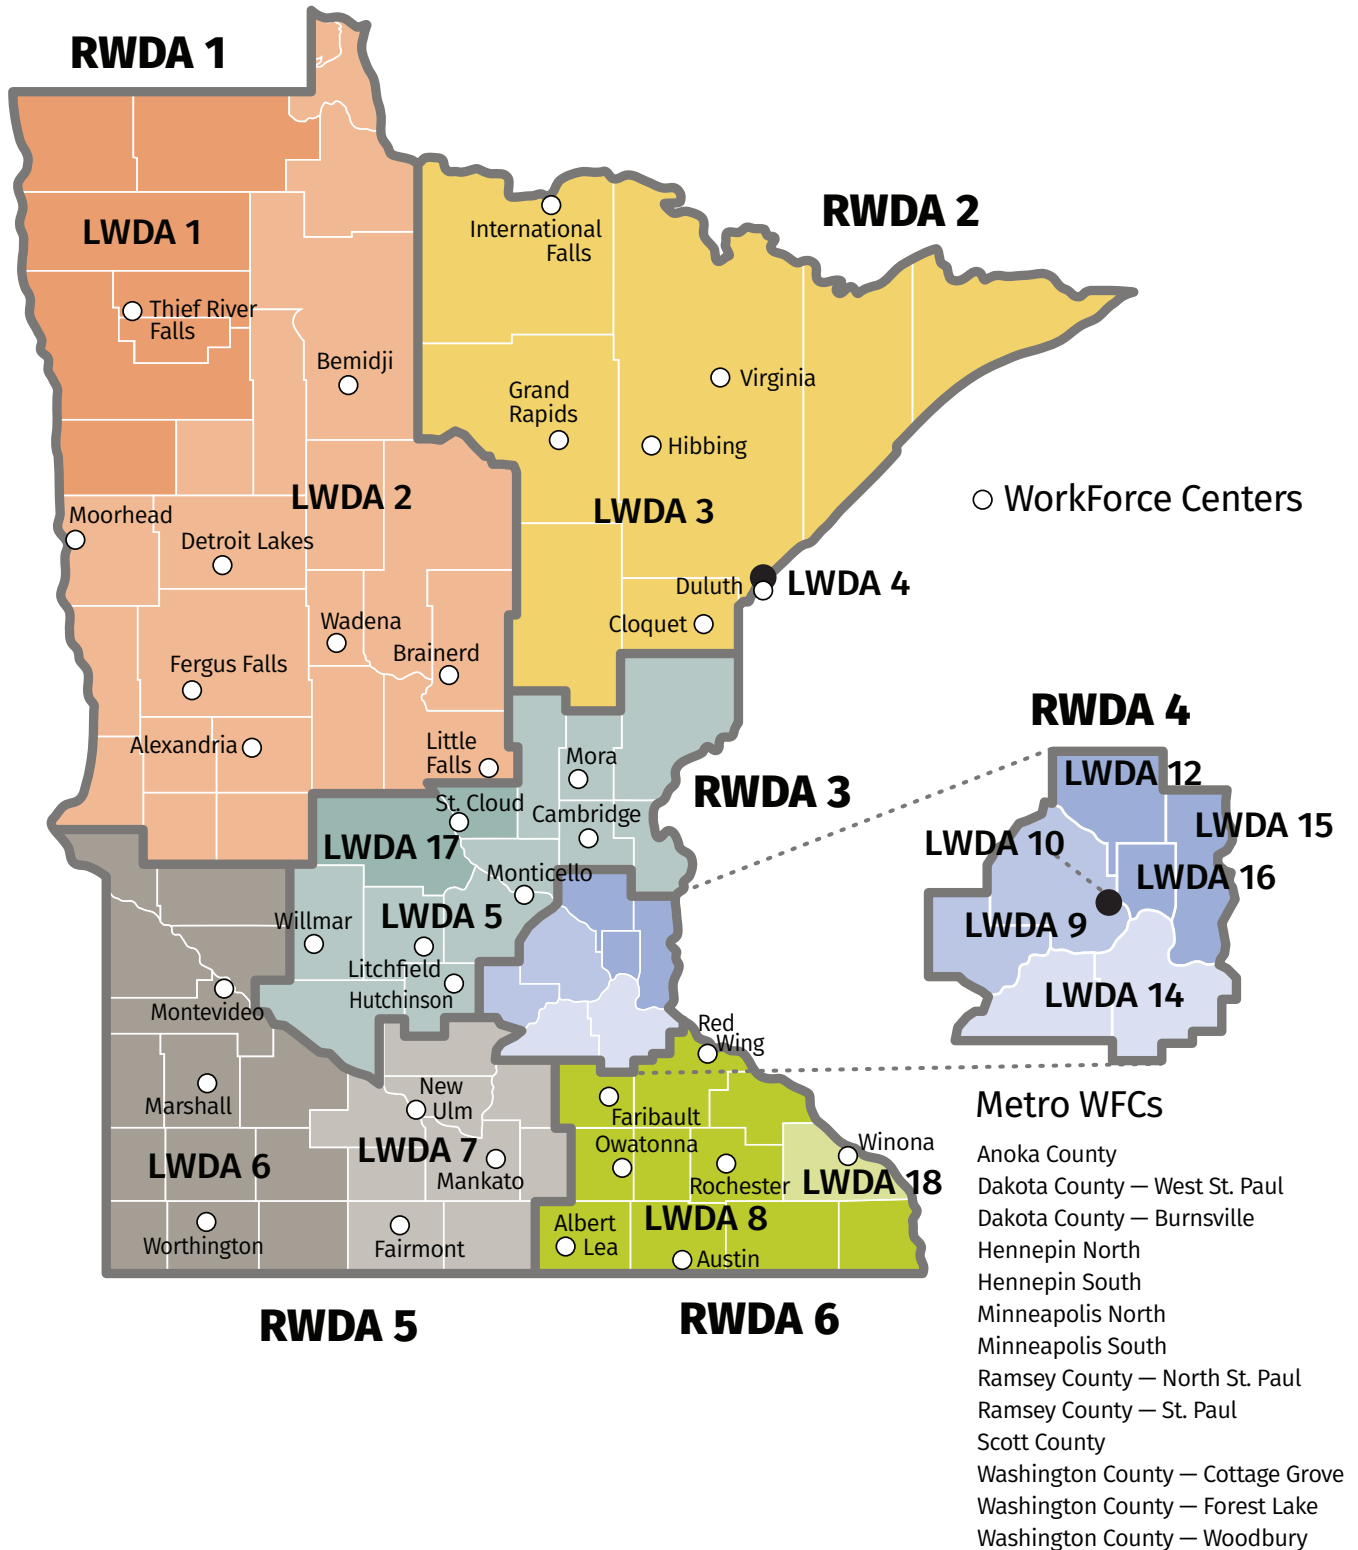 RWDA 1
RWDA 2
LWDA 1
International
Falls
Thief River
Falls
Bemidji
Virginia
Grand
Rapids
Hibbing
LWDA 2
LWDA 3
WorkForce Centers
Moorhead
Detroit Lakes
Duluth
LWDA 4
Cloquet
Wadena
Brainerd
Fergus Falls
Alexandria
Little
Falls
Mora
RWDA 3
St. Cloud
Cambridge
LWDA 17
Monticello
Willmar
LWDA 5
Litchfield
Hutchinson
Montevideo
RWDA 4
LWDA 12
LWDA 15
LWDA 10
LWDA 16
LWDA 9
LWDA 14
Red
Wing
Marshall
New
Ulm
Faribault
Owatonna
Winona
LWDA 6
LWDA 7
Mankato
Rochester
LWDA 18
LWDA 8
Worthington
Fairmont
Albert
Lea
Austin
RWDA 5
RWDA 6
Metro WFCs
Anoka County
Dakota County — West St. Paul
Dakota County — Burnsville
Hennepin North
Hennepin South
Minneapolis North
Minneapolis South
Ramsey County — North St. Paul
Ramsey County — St. Paul
Scott County
Washington County — Cottage Grove
Washington County — Forest Lake
Washington County — Woodbury